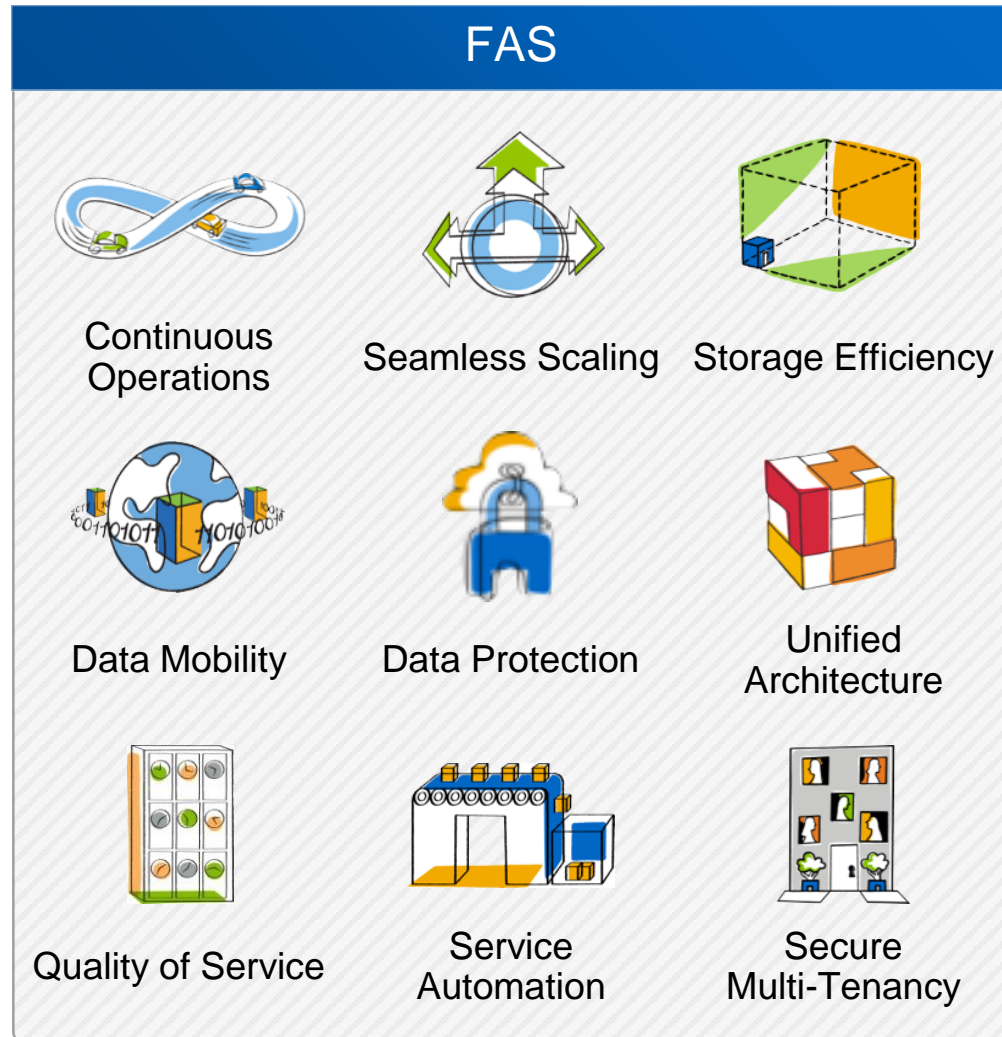 FAS
Continuous
Operations
Seamless Scaling
Storage Efficiency
Data Mobility
Data Protection
Unified
Architecture
Quality of Service
Service
Automation
Secure
Multi-Tenancy